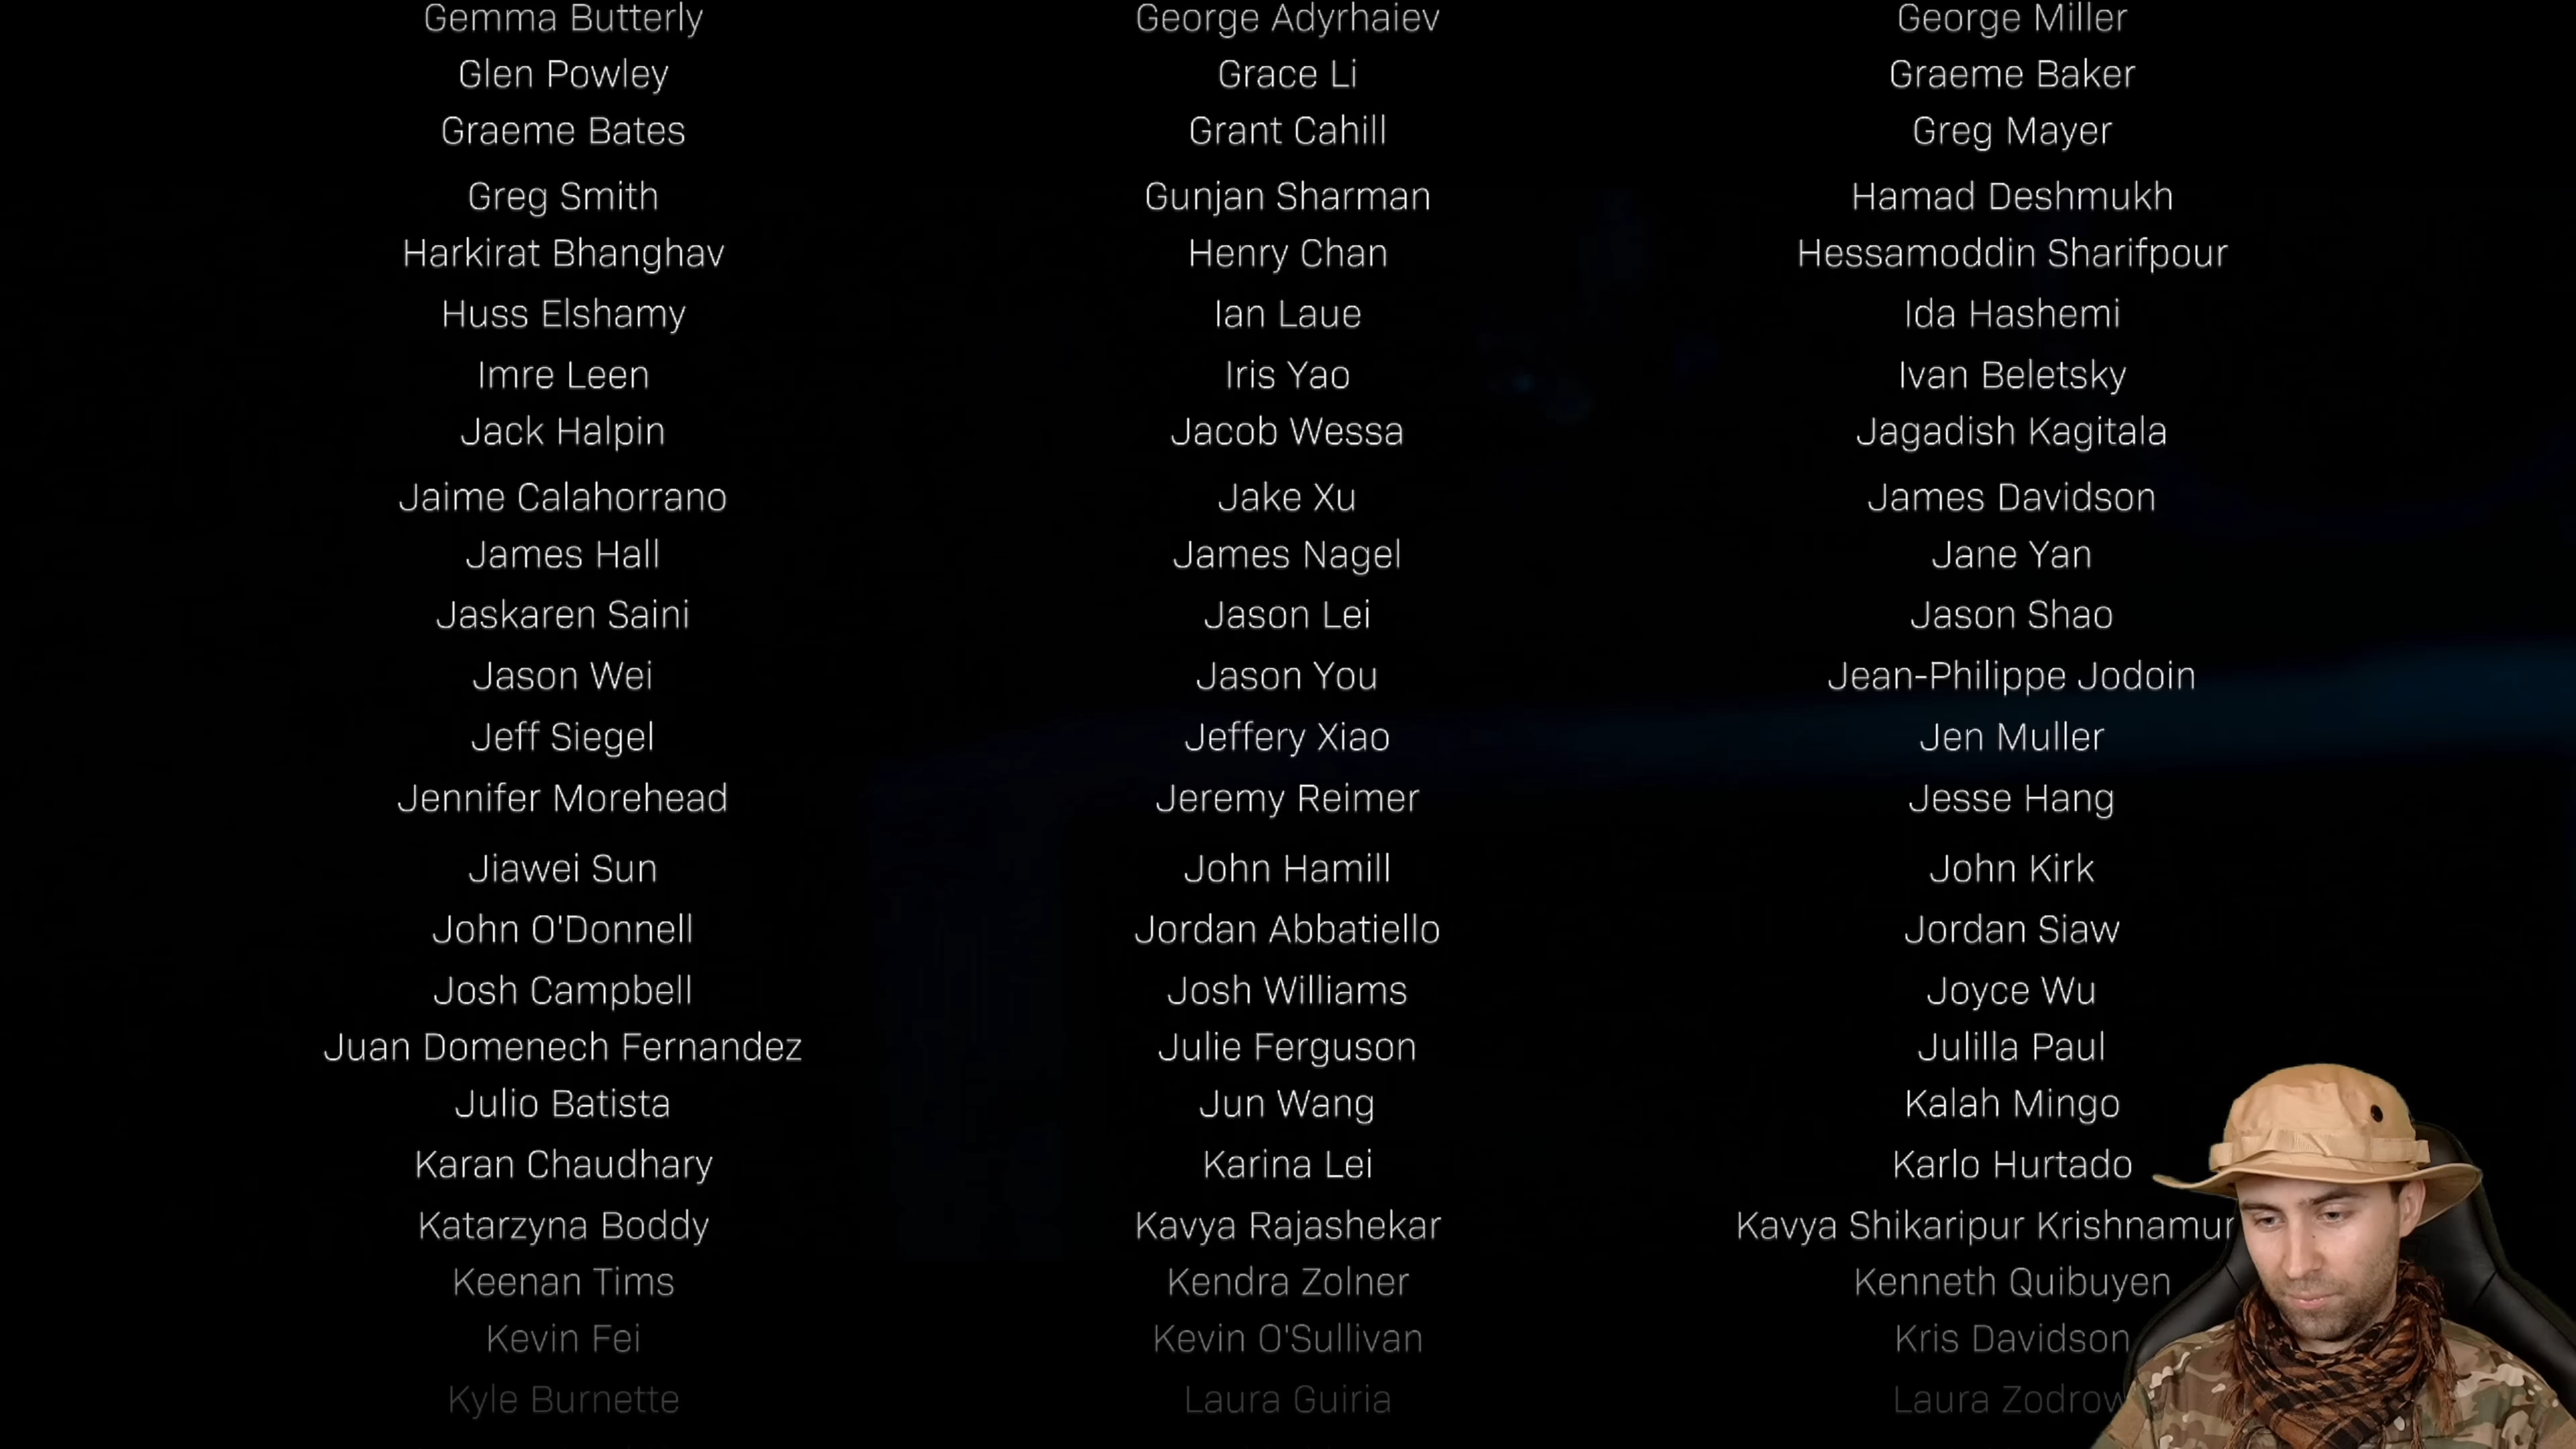 Gemma Butterly George Adyrhaiev George Miller
Glen Powley Grace Li Graeme Baker
Graeme Bates Grant Cahill Greg Mayer
Greg Smith Gunjan Sharman Hamad Deshmukh
Harkirat Bhanghav Henry Chan Hessamoddin Sharifpour
Huss Elshamy Ian Laue Ida Hashemi
Imre Leen Iris Yao Ivan Beletsky
Jack Halpin Jacob Wessa Jagadish Kagitala
Jaime Calahorrano Jake Xu James Davidson
James Hall James Nagel Jane Yan
Jaskaren Saini Jason Lei Jason Shao
Jason Wei Jason You Jean-Philippe Jodoin
Jeff Siegel Jeffery Xiao Jen Muller
Jennifer Morehead Jeremy Reimer Jesse Hang
Jiawei Sun John Hamill John Kirk
John O'Donnell Jordan Abbatiello Jordan Siaw
Josh Campbell Josh Williams Joyce Wu
Juan Domenech Fernandez Julie Ferguson Julilla Paul
Julio Batista Jun Wang Kalah Mingo
Karan Chaudhary Karina Lei Karlo Hurtado
Katarzyna Boddy Kavya Rajashekar Kavya Shikaripur
Keenan Tims Kendra Zolner Kenneth Quibuyen
Kevin Fei Kevin O'Sullivan Kris Davidson
Kyle Burnette Laura Guiria Laura Zodrow